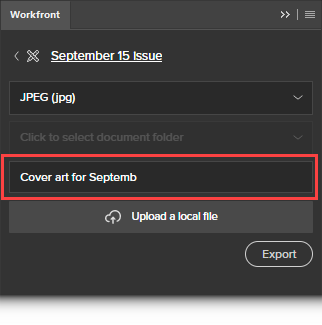 Workfront
September 15 Issue
JPEG (jpg)
Click to select document folder
Cover art for Septemb
Upload a local file
Export